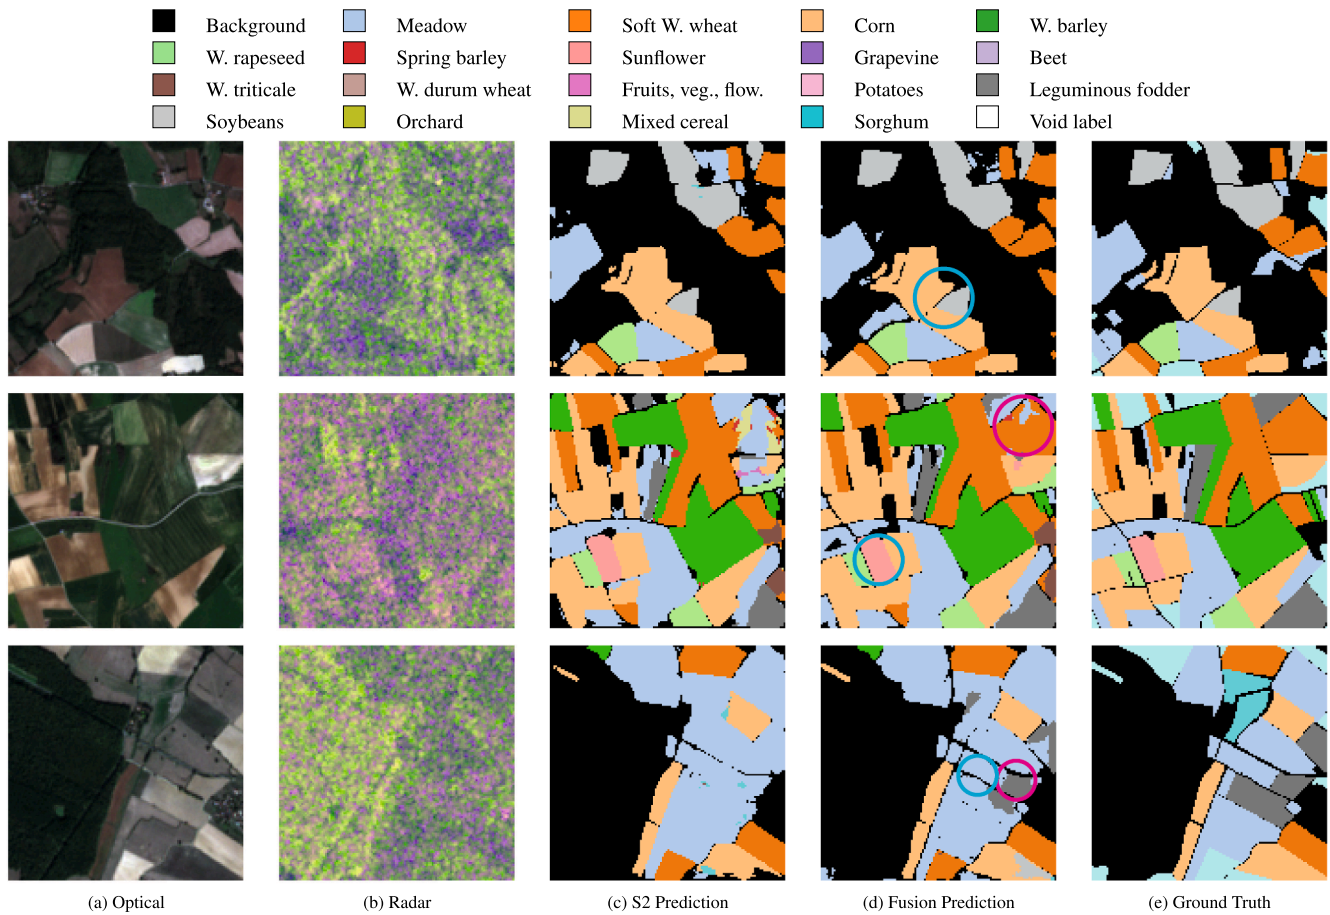 Background Meadow Soft W. wheat Corn W. barley
W. rapeseed Spring barley Sunflower Grapevine Beet
W. triticale W. durum wheat Fruits, veg., flow. Potatoes Leguminous fodder
Soybeans Orchard Mixed cereal Sorghum Void label
(a) Optical (b) Radar (c) S2 Prediction (d) Fusion Prediction (e) Ground Truth